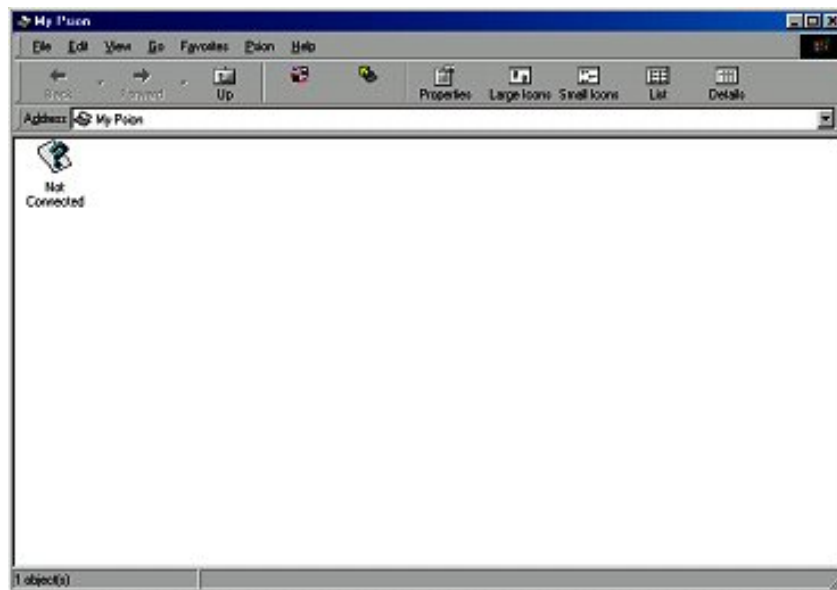 My Psion
File Edit View Go Favorites Psion Help
Back Forward Up Properties Large Icons Small Icons List Details
Address My Psion
Not
Connected
1 object(s)